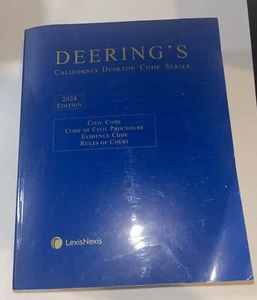 DEERING'S
CALIFORNIA DESKTOP CODE SERIES
2024
EDITION
CIVIL CODE
CODE OF CIVIL PROCEDURE
EVIDENCE CODE
RULES OF COURT
LexisNexis